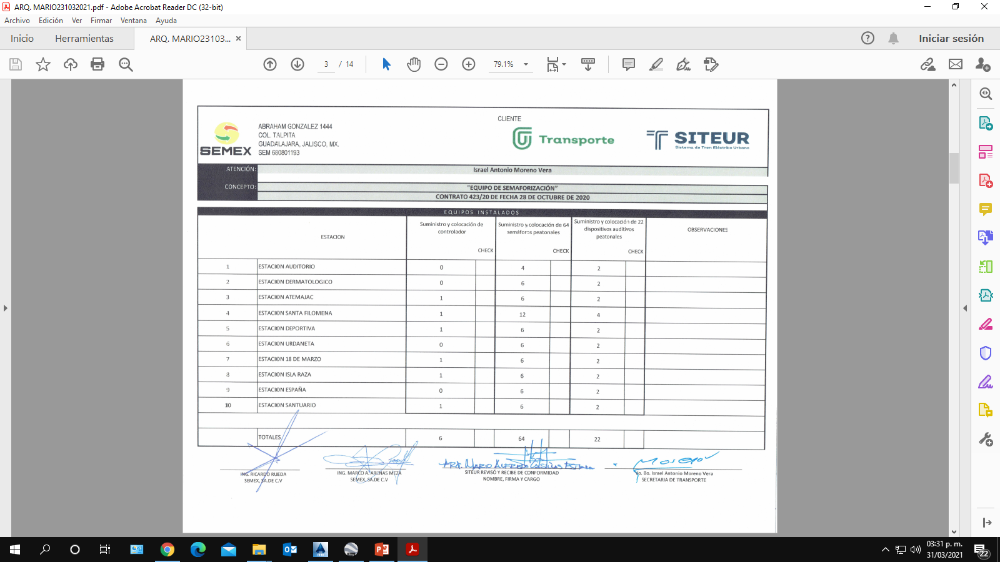 ARQ. MARIO231032021.pdf - Adobe Acrobat Reader DC (32-bit)
Archivo Edición Ver Firmar Ventana Ayuda
Inicio Herramientas ARQ. MARIO23103... × Iniciar sesión
3 / 14 79.1%
SEMEX
ABRAHAM GONZALEZ 1444
COL. TALPITA
GUADALAJARA, JALISCO, MX.
SEM 680801193
CLIENTE
Transporte
SITEUR
Sistema de Tren Eléctrico Urbano
ATENCIÓN: Israel Antonio Moreno Vera
CONCEPTO: "EQUIPO DE SEMAFORIZACIÓN"
CONTRATO 423/20 DE FECHA 28 DE OCTUBRE DE 2020
EQUIPOS INSTALADOS
ESTACION
Suministro y colocación de controlador CHECK
Suministro y colocación de 64 semáforos peatonales CHECK
Suministro y colocación de 22 dispositivos auditivos peatonales CHECK
OBSERVACIONES
1 ESTACION AUDITORIO 0 4 2
2 ESTACION DERMATOLOGICO 0 6 2
3 ESTACION ATEMAJAC 1 6 2
4 ESTACION SANTA FILOMENA 1 12 4
5 ESTACION DEPORTIVA 1 6 2
6 ESTACION URDANETA 0 6 2
7 ESTACION 18 DE MARZO 1 6 2
8 ESTACION ISLA RAZA 1 6 2
9 ESTACION ESPAÑA 0 6 2
10 ESTACION SANTUARIO 1 6 2
TOTALES 6 64 22
ING. RICARDO RUEDA
SEMEX, SA.DE C.V
ING. MARCO A. ARENAS MEZA
SEMEX, SA.DE C.V
ARQ. MARIO ALFREDO
SITEUR REVISÓ Y RECIBE DE CONFORMIDAD
NOMBRE, FIRMA Y CARGO
Vo. Bo. Israel Antonio Moreno Vera
SECRETARIA DE TRANSPORTE
03:31 p. m.
31/03/2021
22